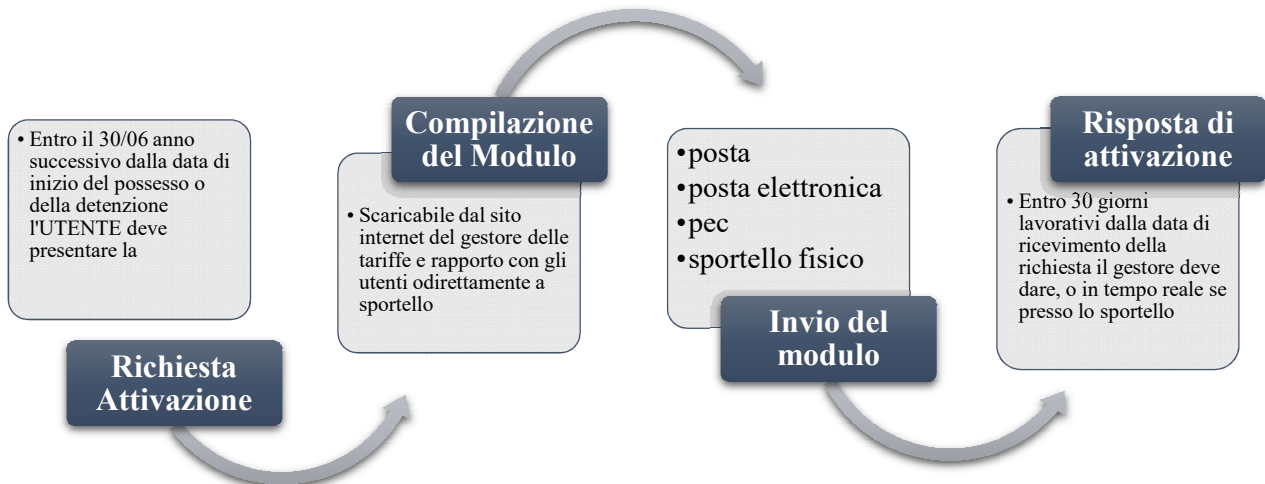 • Entro il 30/06 anno
successivo dalla data di
inizio del possesso o
della detenzione
l'UTENTE deve
presentare la
Richiesta
Attivazione
Compilazione
del Modulo
• Scaricabile dal sito
internet del gestore delle
tariffe e rapporto con gli
utenti odirettamente a
sportello
•posta
•posta elettronica
•pec
•sportello fisico
Invio del
modulo
Risposta di
attivazione
• Entro 30 giorni
lavorativi dalla data di
ricevimento della
richiesta il gestore deve
dare, o in tempo reale se
presso lo sportello